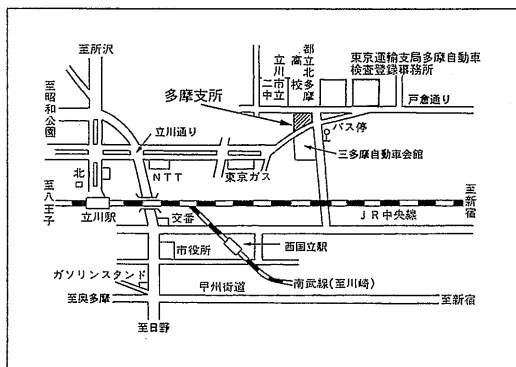 至所沢
至昭和公園
立川通り
立川市立二中
都立北多摩高校
東京運輸支局多摩自動車
検査登録事務所
多摩支所
戸倉通り
バス停
三多摩自動車会館
北
NTT
東京ガス
至八王子
立川駅
交番
JR中央線
至新宿
市役所
西国立駅
ガソリンスタンド
至奥多摩
甲州街道
南武線(至川崎)
至新宿
至日野